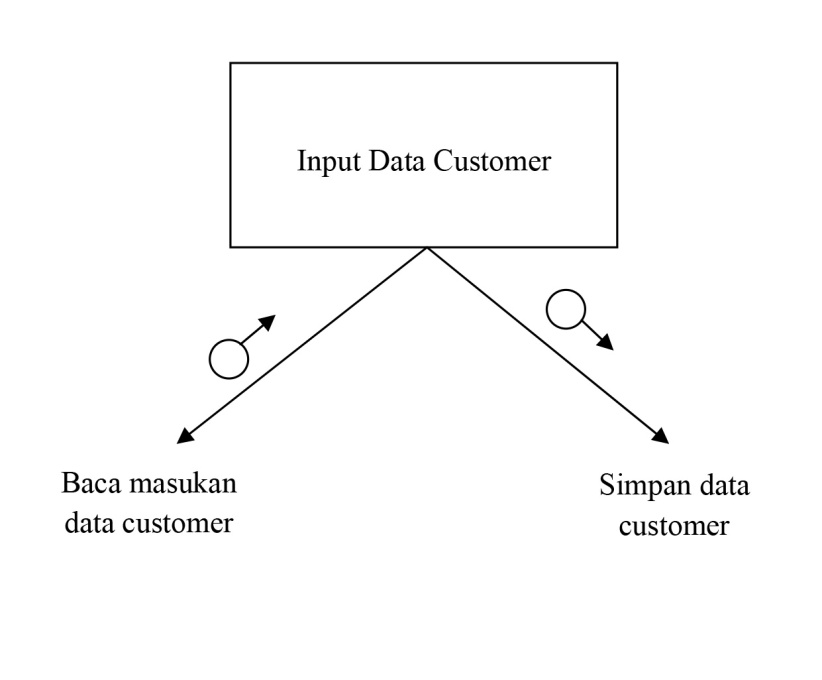 Input Data Customer
Baca masukan
data customer
Simpan data
customer